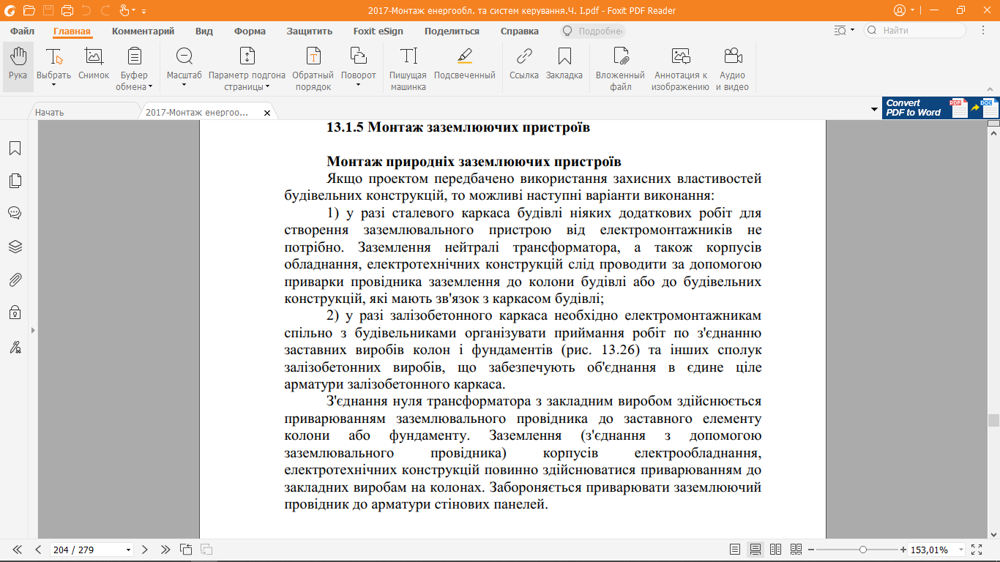 2017-Монтаж енергообл. та систем керування.Ч. I.pdf - Foxit PDF Reader
Файл Главная Комментарий Вид Форма Защитить Foxit eSign Поделиться Справка Подробнее Найти
Рука Выбрать Снимок Буфер обмена Масштаб Параметр подгона страницы Обратный порядок Поворот Пишущая машинка Подсвеченный Ссылка Закладка Вложенный файл Аннотация к изображению Аудио и видео
Начать 2017-Монтаж енергоо... Convert PDF to Word PDF DOC
13.1.5 Монтаж заземлюючих пристроїв
Монтаж природніх заземлюючих пристроїв
Якщо проектом передбачено використання захисних властивостей
будівельних конструкцій, то можливі наступні варіанти виконання:
1) у разі сталевого каркаса будівлі ніяких додаткових робіт для
створення заземлювального пристрою від електромонтажників не
потрібно. Заземлення нейтралі трансформатора, а також корпусів
обладнання, електротехнічних конструкцій слід проводити за допомогою
приварки провідника заземлення до колони будівлі або до будівельних
конструкцій, які мають зв'язок з каркасом будівлі;
2) у разі залізобетонного каркаса необхідно електромонтажникам
спільно з будівельниками організувати приймання робіт по з'єднанню
заставних виробів колон і фундаментів (рис. 13.26) та інших сполук
залізобетонних виробів, що забезпечують об'єднання в єдине ціле
арматури залізобетонного каркаса.
З'єднання нуля трансформатора з закладним виробом здійснюється
приварюванням заземлювального провідника до заставного елементу
колони або фундаменту. Заземлення (з'єднання з допомогою
заземлювального провідника) корпусів електрообладнання,
електротехнічних конструкцій повинно здійснюватися приварюванням до
закладних виробам на колонах. Забороняється приварювати заземлюючий
провідник до арматури стінових панелей.
204 / 279 153,01%